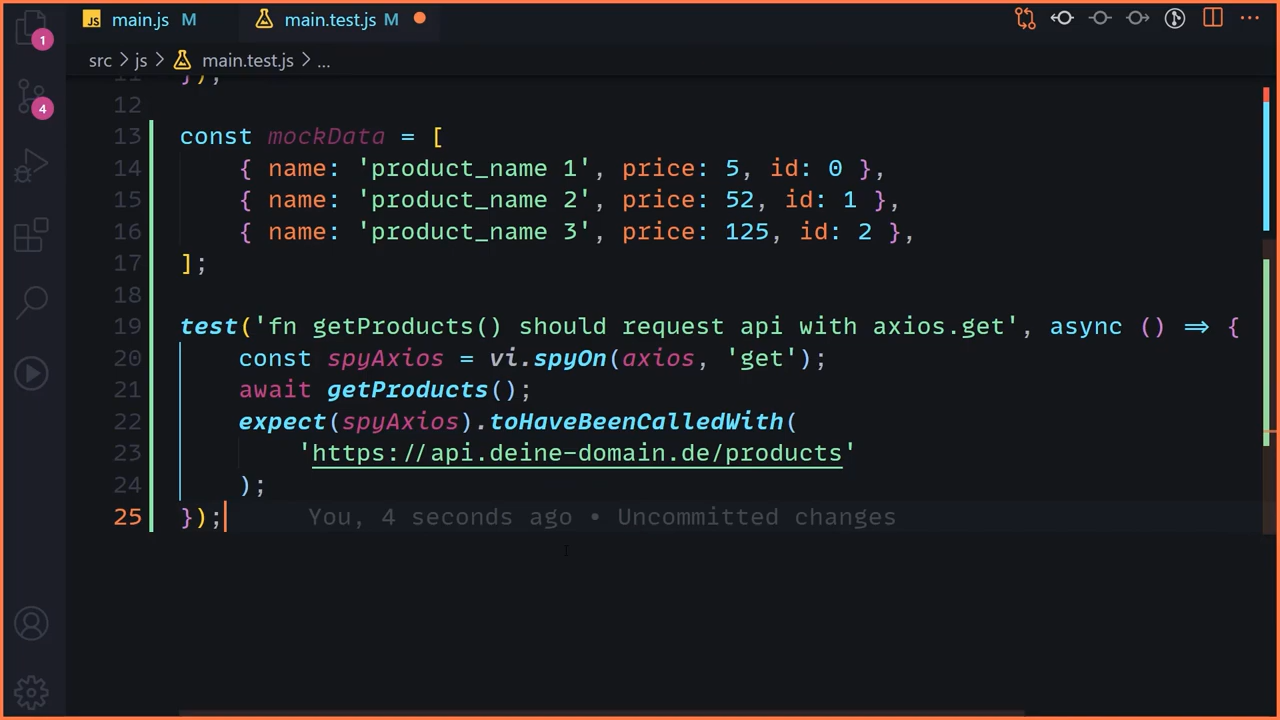 JS main.js M
main.test.js M
1
src > js > main.test.js > ...
4
11 });
12
13 const mockData = [
14 { name: 'product_name 1', price: 5, id: 0 },
15 { name: 'product_name 2', price: 52, id: 1 },
16 { name: 'product_name 3', price: 125, id: 2 },
17 ];
18
19 test('fn getProducts() should request api with axios.get', async () => {
20 const spyAxios = vi.spyOn(axios, 'get');
21 await getProducts();
22 expect(spyAxios).toHaveBeenCalledWith(
23 'https://api.deine-domain.de/products'
24 );
25 }); You, 4 seconds ago • Uncommitted changes